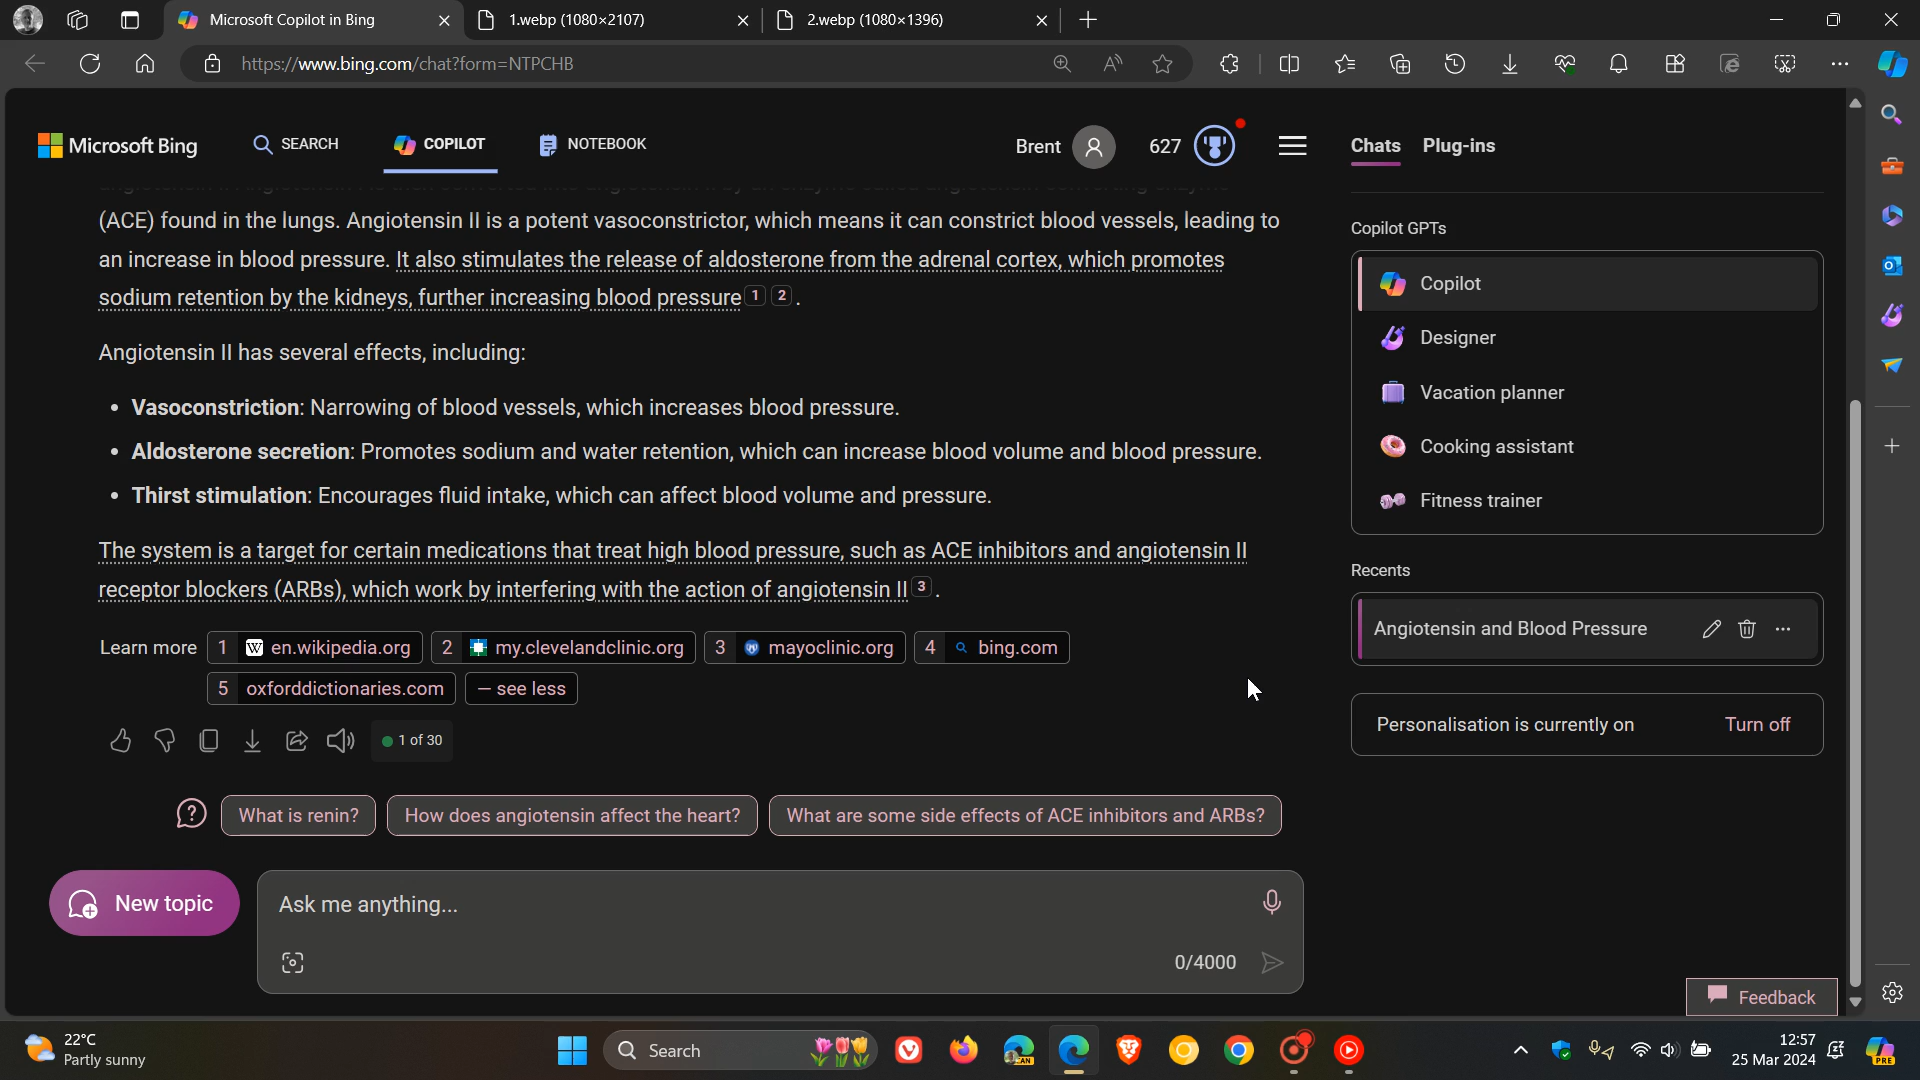 Microsoft Copilot in Bing
1.webp (1080×2107)
2.webp (1080×1396)
https://www.bing.com/chat?form=NTPCHB
Microsoft Bing
SEARCH
COPILOT
NOTEBOOK
Brent
627
Chats
Plug-ins
(ACE) found in the lungs. Angiotensin II is a potent vasoconstrictor, which means it can constrict blood vessels, leading to
an increase in blood pressure. It also stimulates the release of aldosterone from the adrenal cortex, which promotes
sodium retention by the kidneys, further increasing blood pressure 1 2 .
Angiotensin II has several effects, including:
• Vasoconstriction: Narrowing of blood vessels, which increases blood pressure.
• Aldosterone secretion: Promotes sodium and water retention, which can increase blood volume and blood pressure.
• Thirst stimulation: Encourages fluid intake, which can affect blood volume and pressure.
The system is a target for certain medications that treat high blood pressure, such as ACE inhibitors and angiotensin II
receptor blockers (ARBs), which work by interfering with the action of angiotensin II 3 .
Learn more 1 W en.wikipedia.org 2 my.clevelandclinic.org 3 mayoclinic.org 4 bing.com
5 oxforddictionaries.com — see less
1 of 30
What is renin?
How does angiotensin affect the heart?
What are some side effects of ACE inhibitors and ARBs?
New topic
Ask me anything...
0/4000
Copilot GPTs
Copilot
Designer
Vacation planner
Cooking assistant
Fitness trainer
Recents
Angiotensin and Blood Pressure
Personalisation is currently on
Turn off
Feedback
22°C
Partly sunny
Search
CAN
12:57
25 Mar 2024
PRE